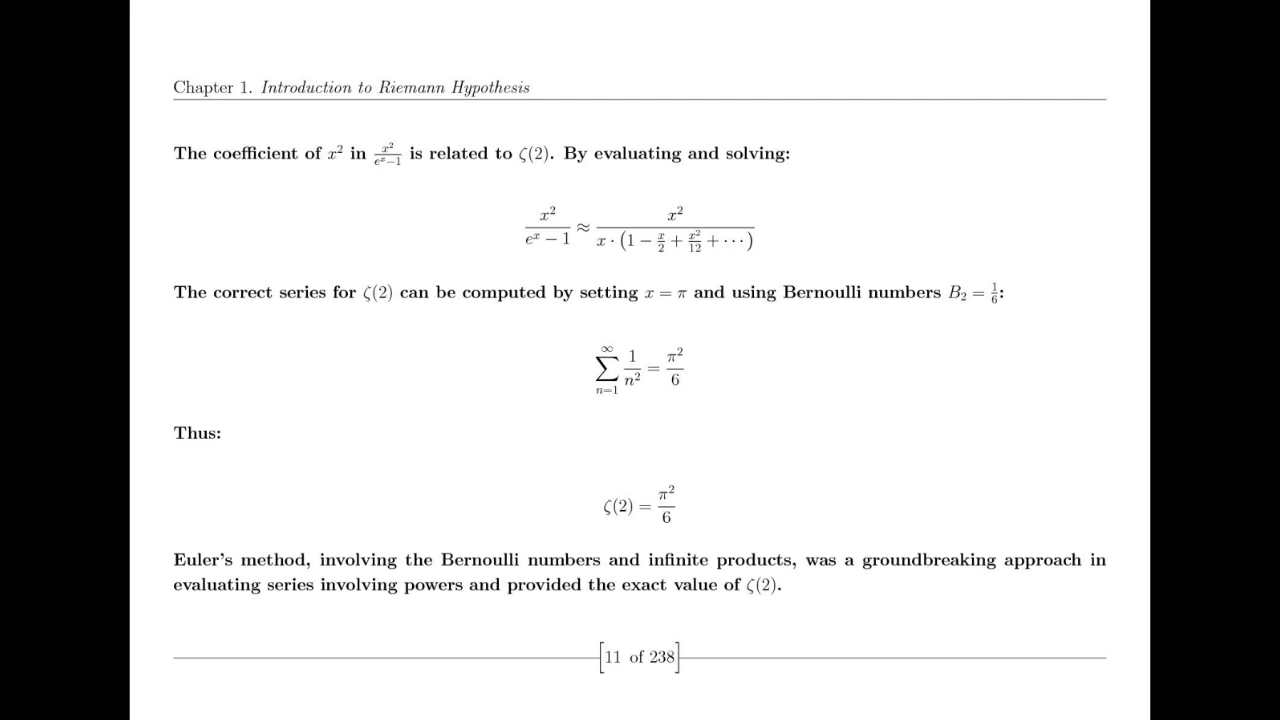 Chapter 1. Introduction to Riemann Hypothesis
The coefficient of x² in x²/(eˣ−1) is related to ζ(2). By evaluating and solving:
x²/(eˣ − 1) ≈ x²/(x · (1 − x/2 + x²/12 + ···))
The correct series for ζ(2) can be computed by setting x = π and using Bernoulli numbers B₂ = 1/6:
∑_{n=1}^{∞} 1/n² = π²/6
Thus:
ζ(2) = π²/6
Euler's method, involving the Bernoulli numbers and infinite products, was a groundbreaking approach in
evaluating series involving powers and provided the exact value of ζ(2).
[11 of 238]